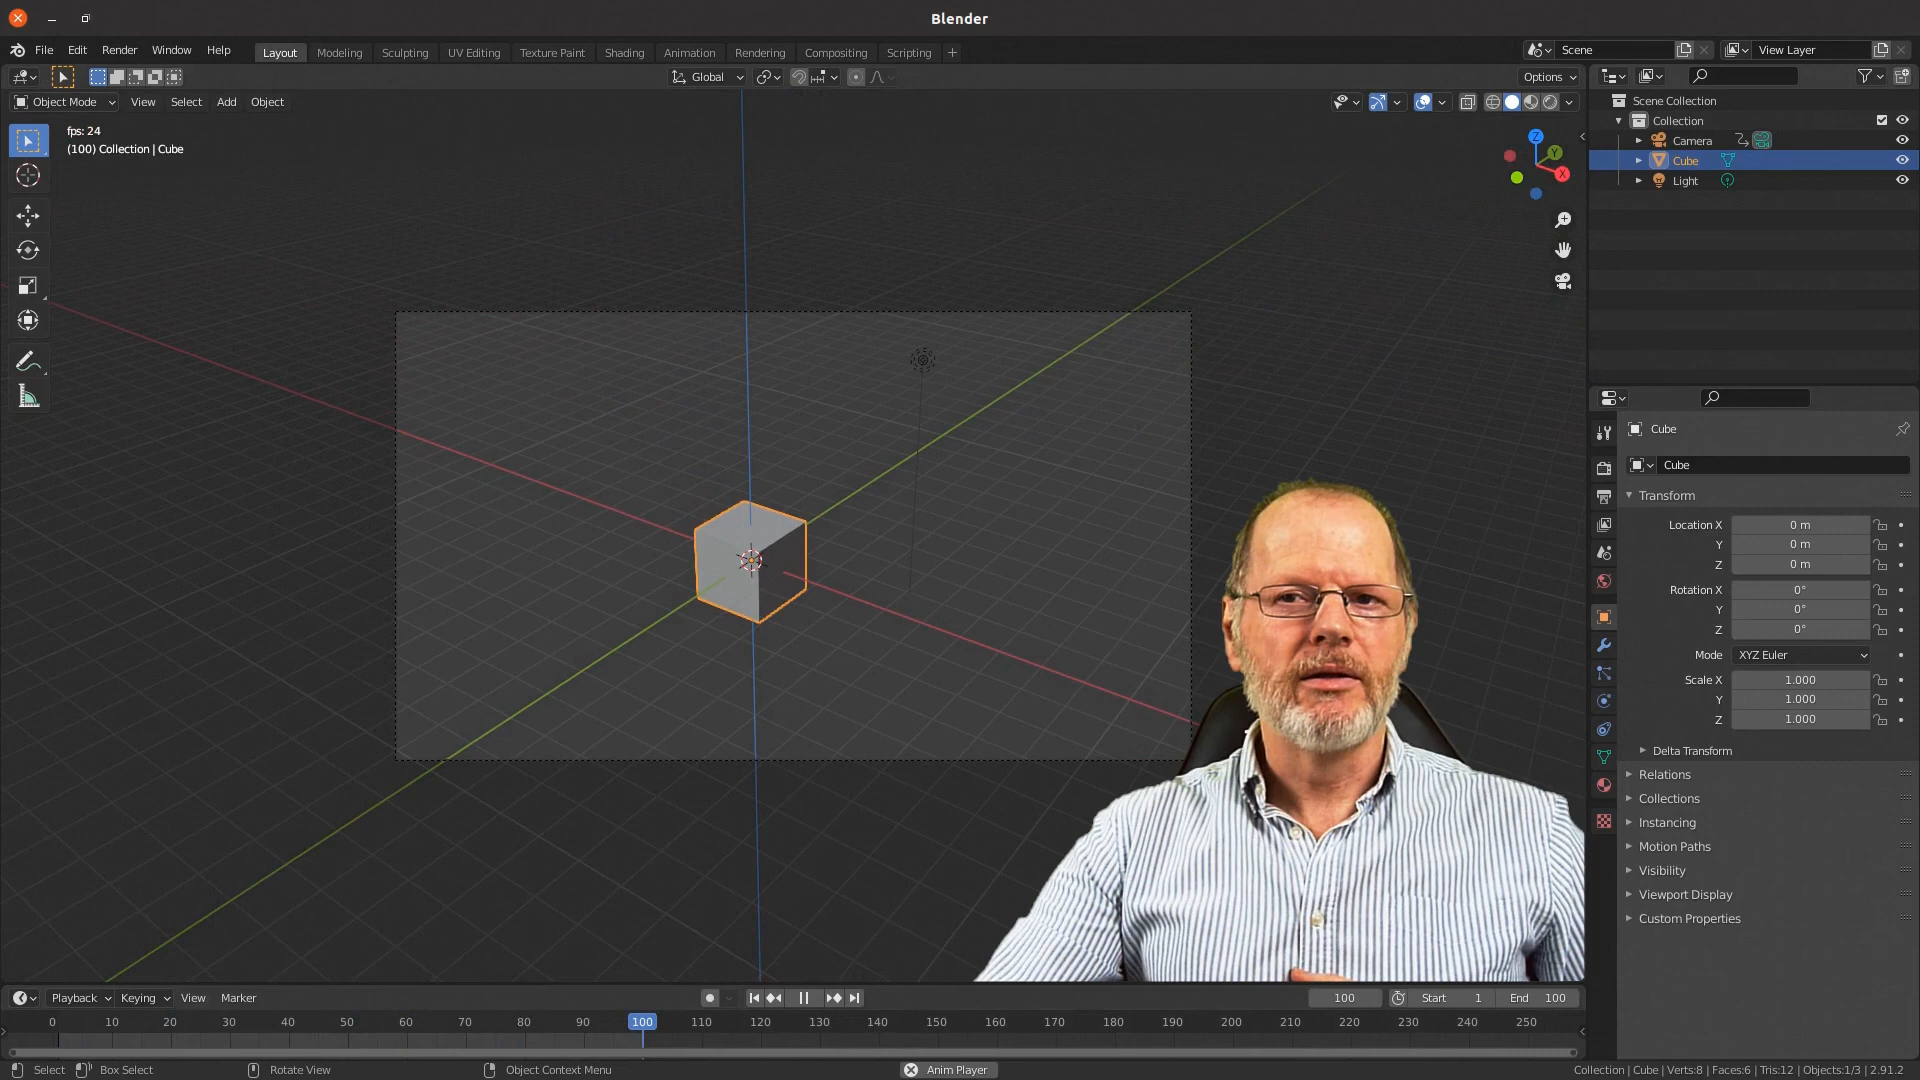 Blender
File Edit Render Window Help
Layout Modeling Sculpting UV Editing Texture Paint Shading Animation Rendering Compositing Scripting +
Scene
View Layer
Global
Options
Object Mode View Select Add Object
fps: 24
(100) Collection | Cube
Z
Y
X
Scene Collection
Collection
Camera
Cube
Light
Cube
Cube
Transform
Location X 0 m
Y 0 m
Z 0 m
Rotation X 0°
Y 0°
Z 0°
Mode XYZ Euler
Scale X 1.000
Y 1.000
Z 1.000
Delta Transform
Relations
Collections
Instancing
Motion Paths
Visibility
Viewport Display
Custom Properties
Playback Keying View Marker
100 Start 1 End 100
0 10 20 30 40 50 60 70 80 90 100 110 120 130 140 150 160 170 180 190 200 210 220 230 240 250
Select Box Select Rotate View Object Context Menu Anim Player Collection | Cube | Verts:8 | Faces:6 | Tris:12 | Objects:1/3 | 2.91.2